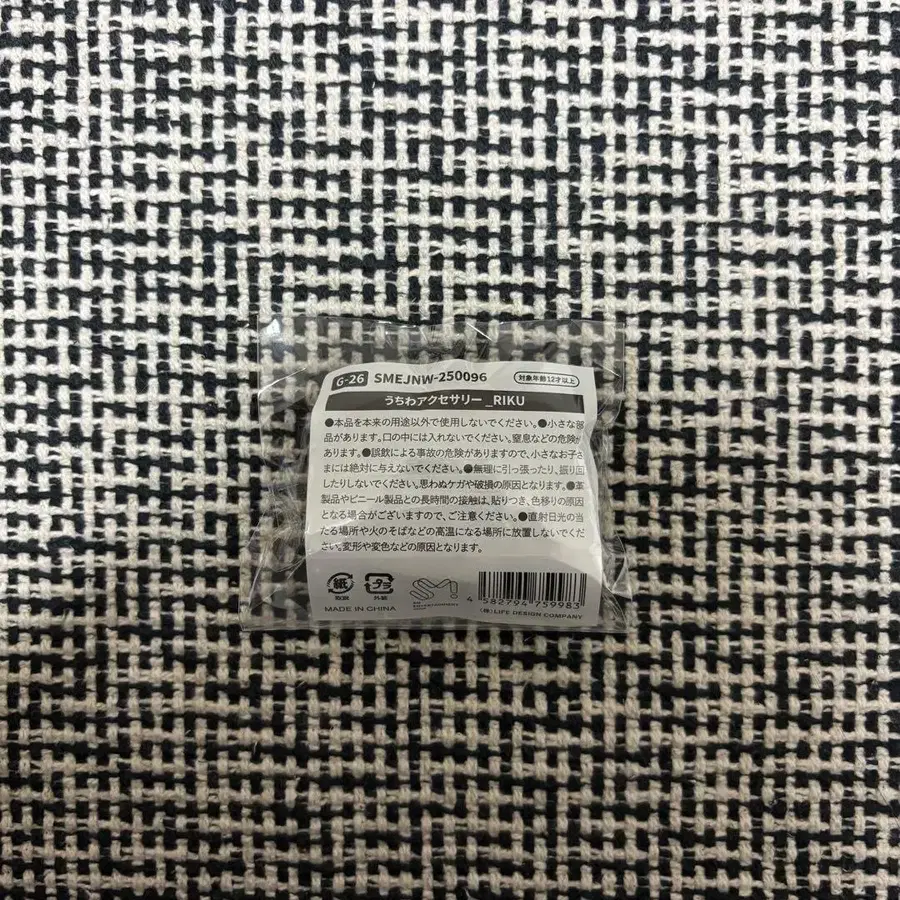 G-26 SMEJNW-250096 対象年齢12才以上
うちわアクセサリー_RIKU
●本品を本来の用途以外で使用しないでください。●小さな部
品があります。口の中には入れないでください。窒息などの危険が
あります。●誤飲による事故の危険がありますので、小さなお子さ
まには絶対に与えないでください。●無理に引っ張ったり、振り回
したりしないでください。思わぬケガや破損の原因となります。●革
製品やビニール製品との長時間の接触は、貼りつき、色移りの原因
となる場合がございますので、ご注意ください。●直射日光の当
たる場所や火のそばなどの高温になる場所に放置しないでくだ
さい。変形や変色などの原因となります。
紙 プラ
取説 外装
MADE IN CHINA
4 582794 759983
(株)LIFE DESIGN COMPANY